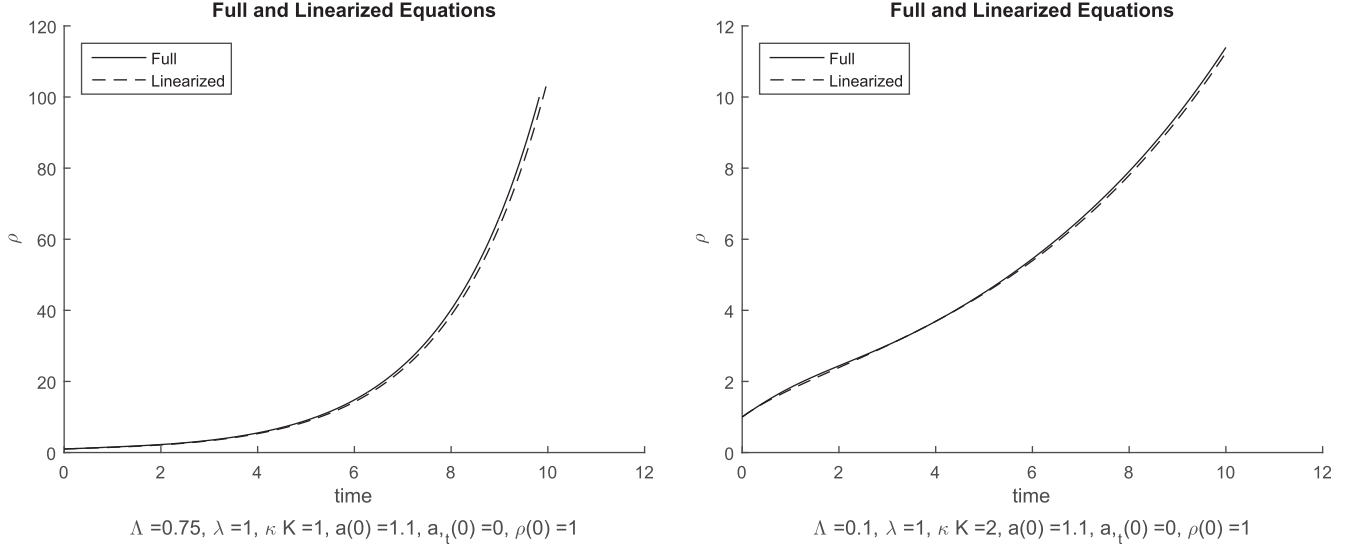 Full and Linearized Equations
Full
Linearized
120
100
80
60
40
20
0
ρ
0 2 4 6 8 10 12
time
Λ =0.75, λ =1, κ K =1, a(0) =1.1, a,t(0) =0, ρ(0) =1
Full and Linearized Equations
Full
Linearized
12
10
8
6
4
2
0
ρ
0 2 4 6 8 10 12
time
Λ =0.1, λ =1, κ K =2, a(0) =1.1, a,t(0) =0, ρ(0) =1